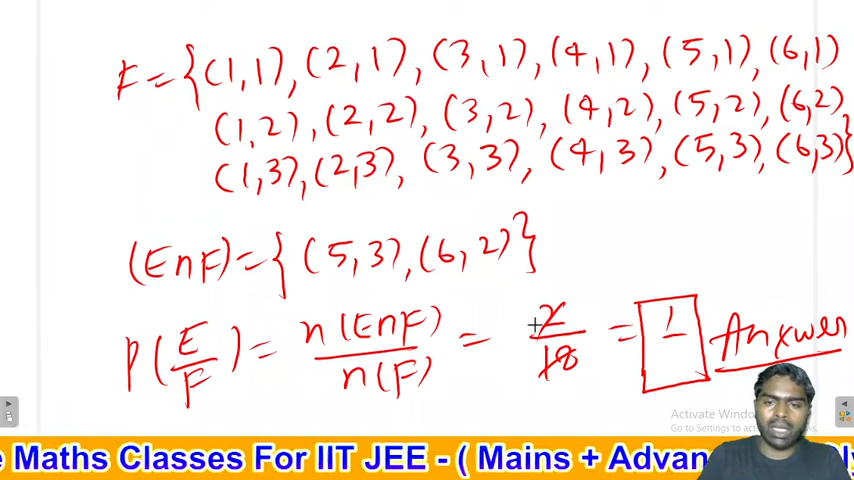 F = {(1,1), (2,1), (3,1), (4,1), (5,1), (6,1)
(1,2), (2,2), (3,2), (4,2), (5,2), (6,2)
(1,3), (2,3), (3,3), (4,3), (5,3), (6,3)}
(E∩F) = {(5,3), (6,2)}
P(E/F) = n(E∩F)/n(F) = 2/18 = 1 Answer
Activate Windo
Go to Settings to activ
e Maths Classes For IIT JEE - ( Mains + Advan